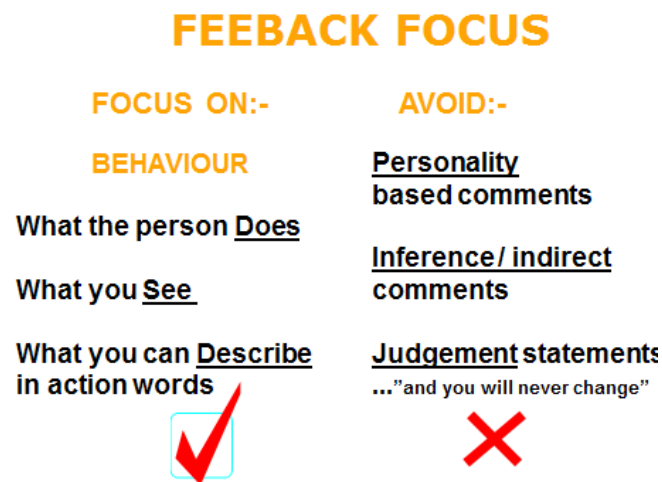 FEEBACK FOCUS
FOCUS ON:-
BEHAVIOUR
What the person Does
What you See
What you can Describe
in action words
AVOID:-
Personality
based comments
Inference / indirect
comments
Judgement statements
..."and you will never change"